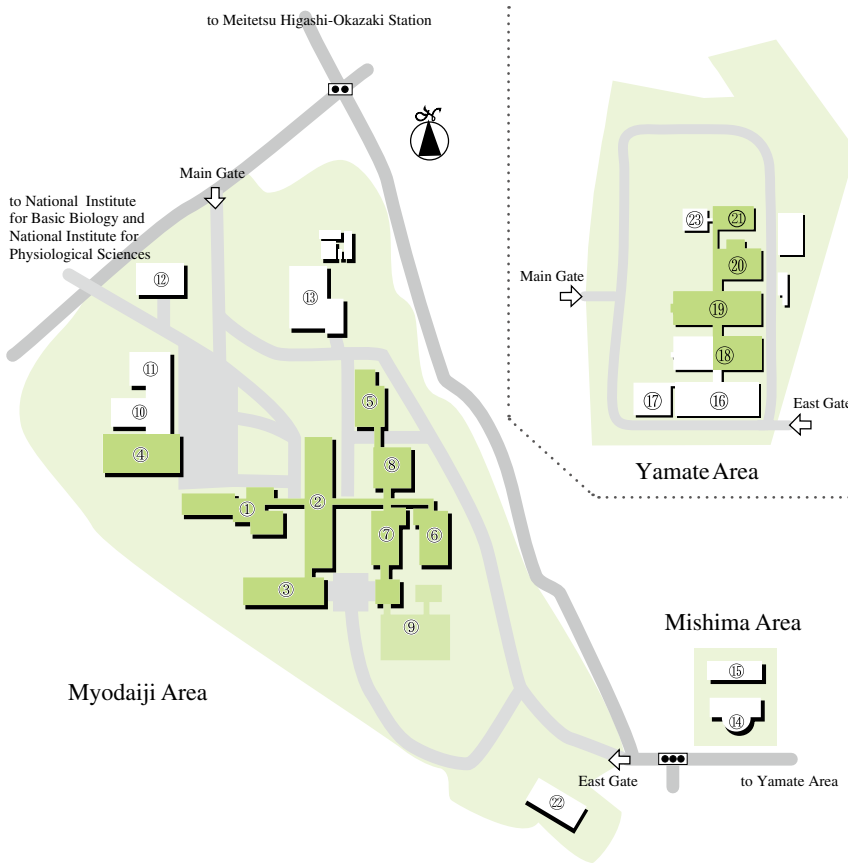 to Meitetsu Higashi-Okazaki Station
N
Main Gate
to National Institute
for Basic Biology and
National Institute for
Physiological Sciences
⑫
⑬
⑪
⑩
④
⑤
⑧
①
②
⑦
⑥
③
⑨
Myodaiji Area
East Gate
㉒
to Yamate Area
Mishima Area
⑮
⑭
㉓
㉑
⑳
Main Gate
⑲
⑱
⑰
⑯
East Gate
Yamate Area